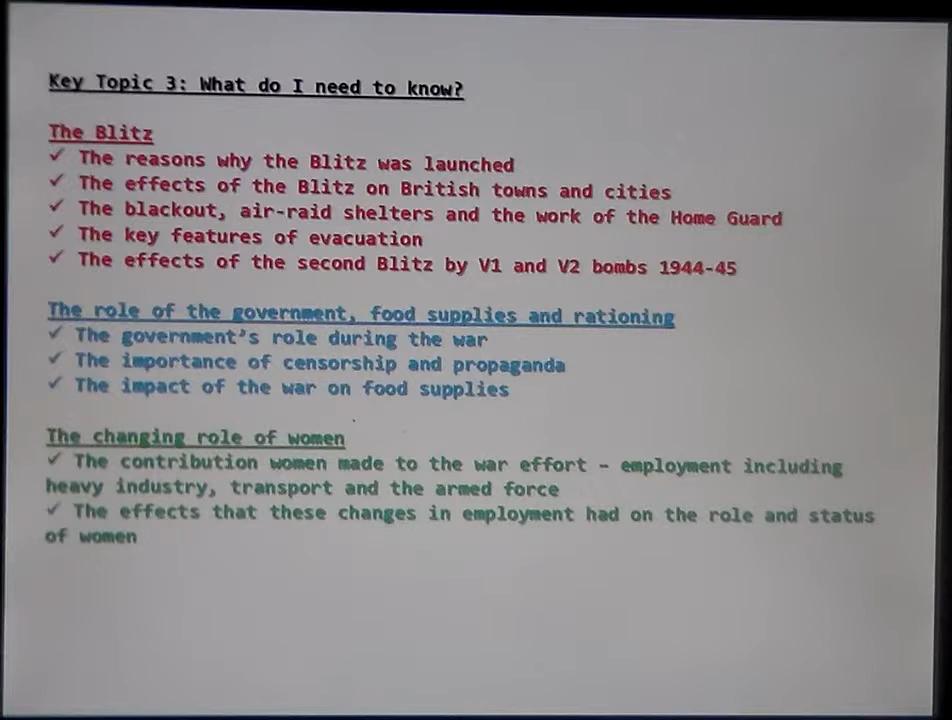 Key Topic 3: What do I need to know?
The Blitz
✓ The reasons why the Blitz was launched
✓ The effects of the Blitz on British towns and cities
✓ The blackout, air-raid shelters and the work of the Home Guard
✓ The key features of evacuation
✓ The effects of the second Blitz by V1 and V2 bombs 1944-45
The role of the government, food supplies and rationing
✓ The government's role during the war
✓ The importance of censorship and propaganda
✓ The impact of the war on food supplies
The changing role of women
✓ The contribution women made to the war effort – employment including
heavy industry, transport and the armed force
✓ The effects that these changes in employment had on the role and status
of women